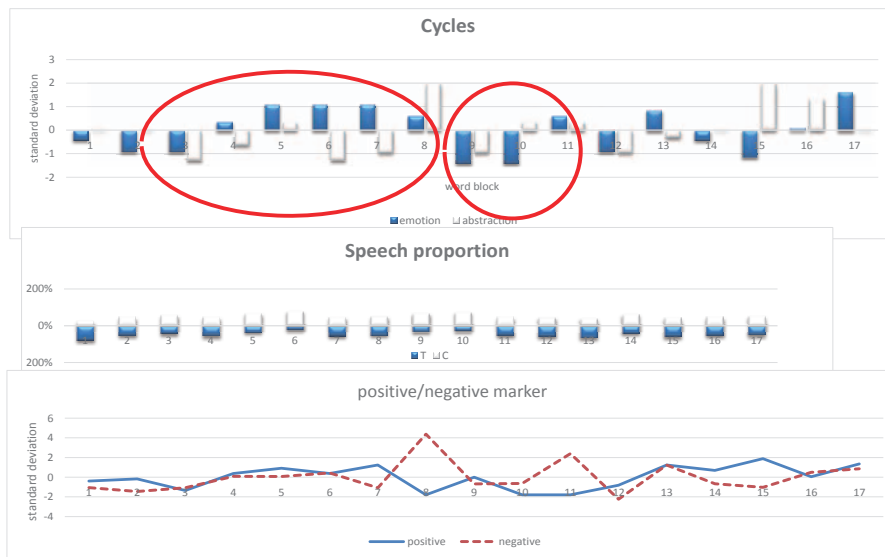 Cycles
3
2
1
0
-1
-2
standard deviation
1 2 3 4 5 6 7 8 9 10 11 12 13 14 15 16 17
word block
emotion abstraction
Speech proportion
200%
0%
200%
1 2 3 4 5 6 7 8 9 10 11 12 13 14 15 16 17
T C
positive/negative marker
6
4
2
0
-2
-4
standard deviation
1 2 3 4 5 6 7 8 9 10 11 12 13 14 15 16 17
positive negative